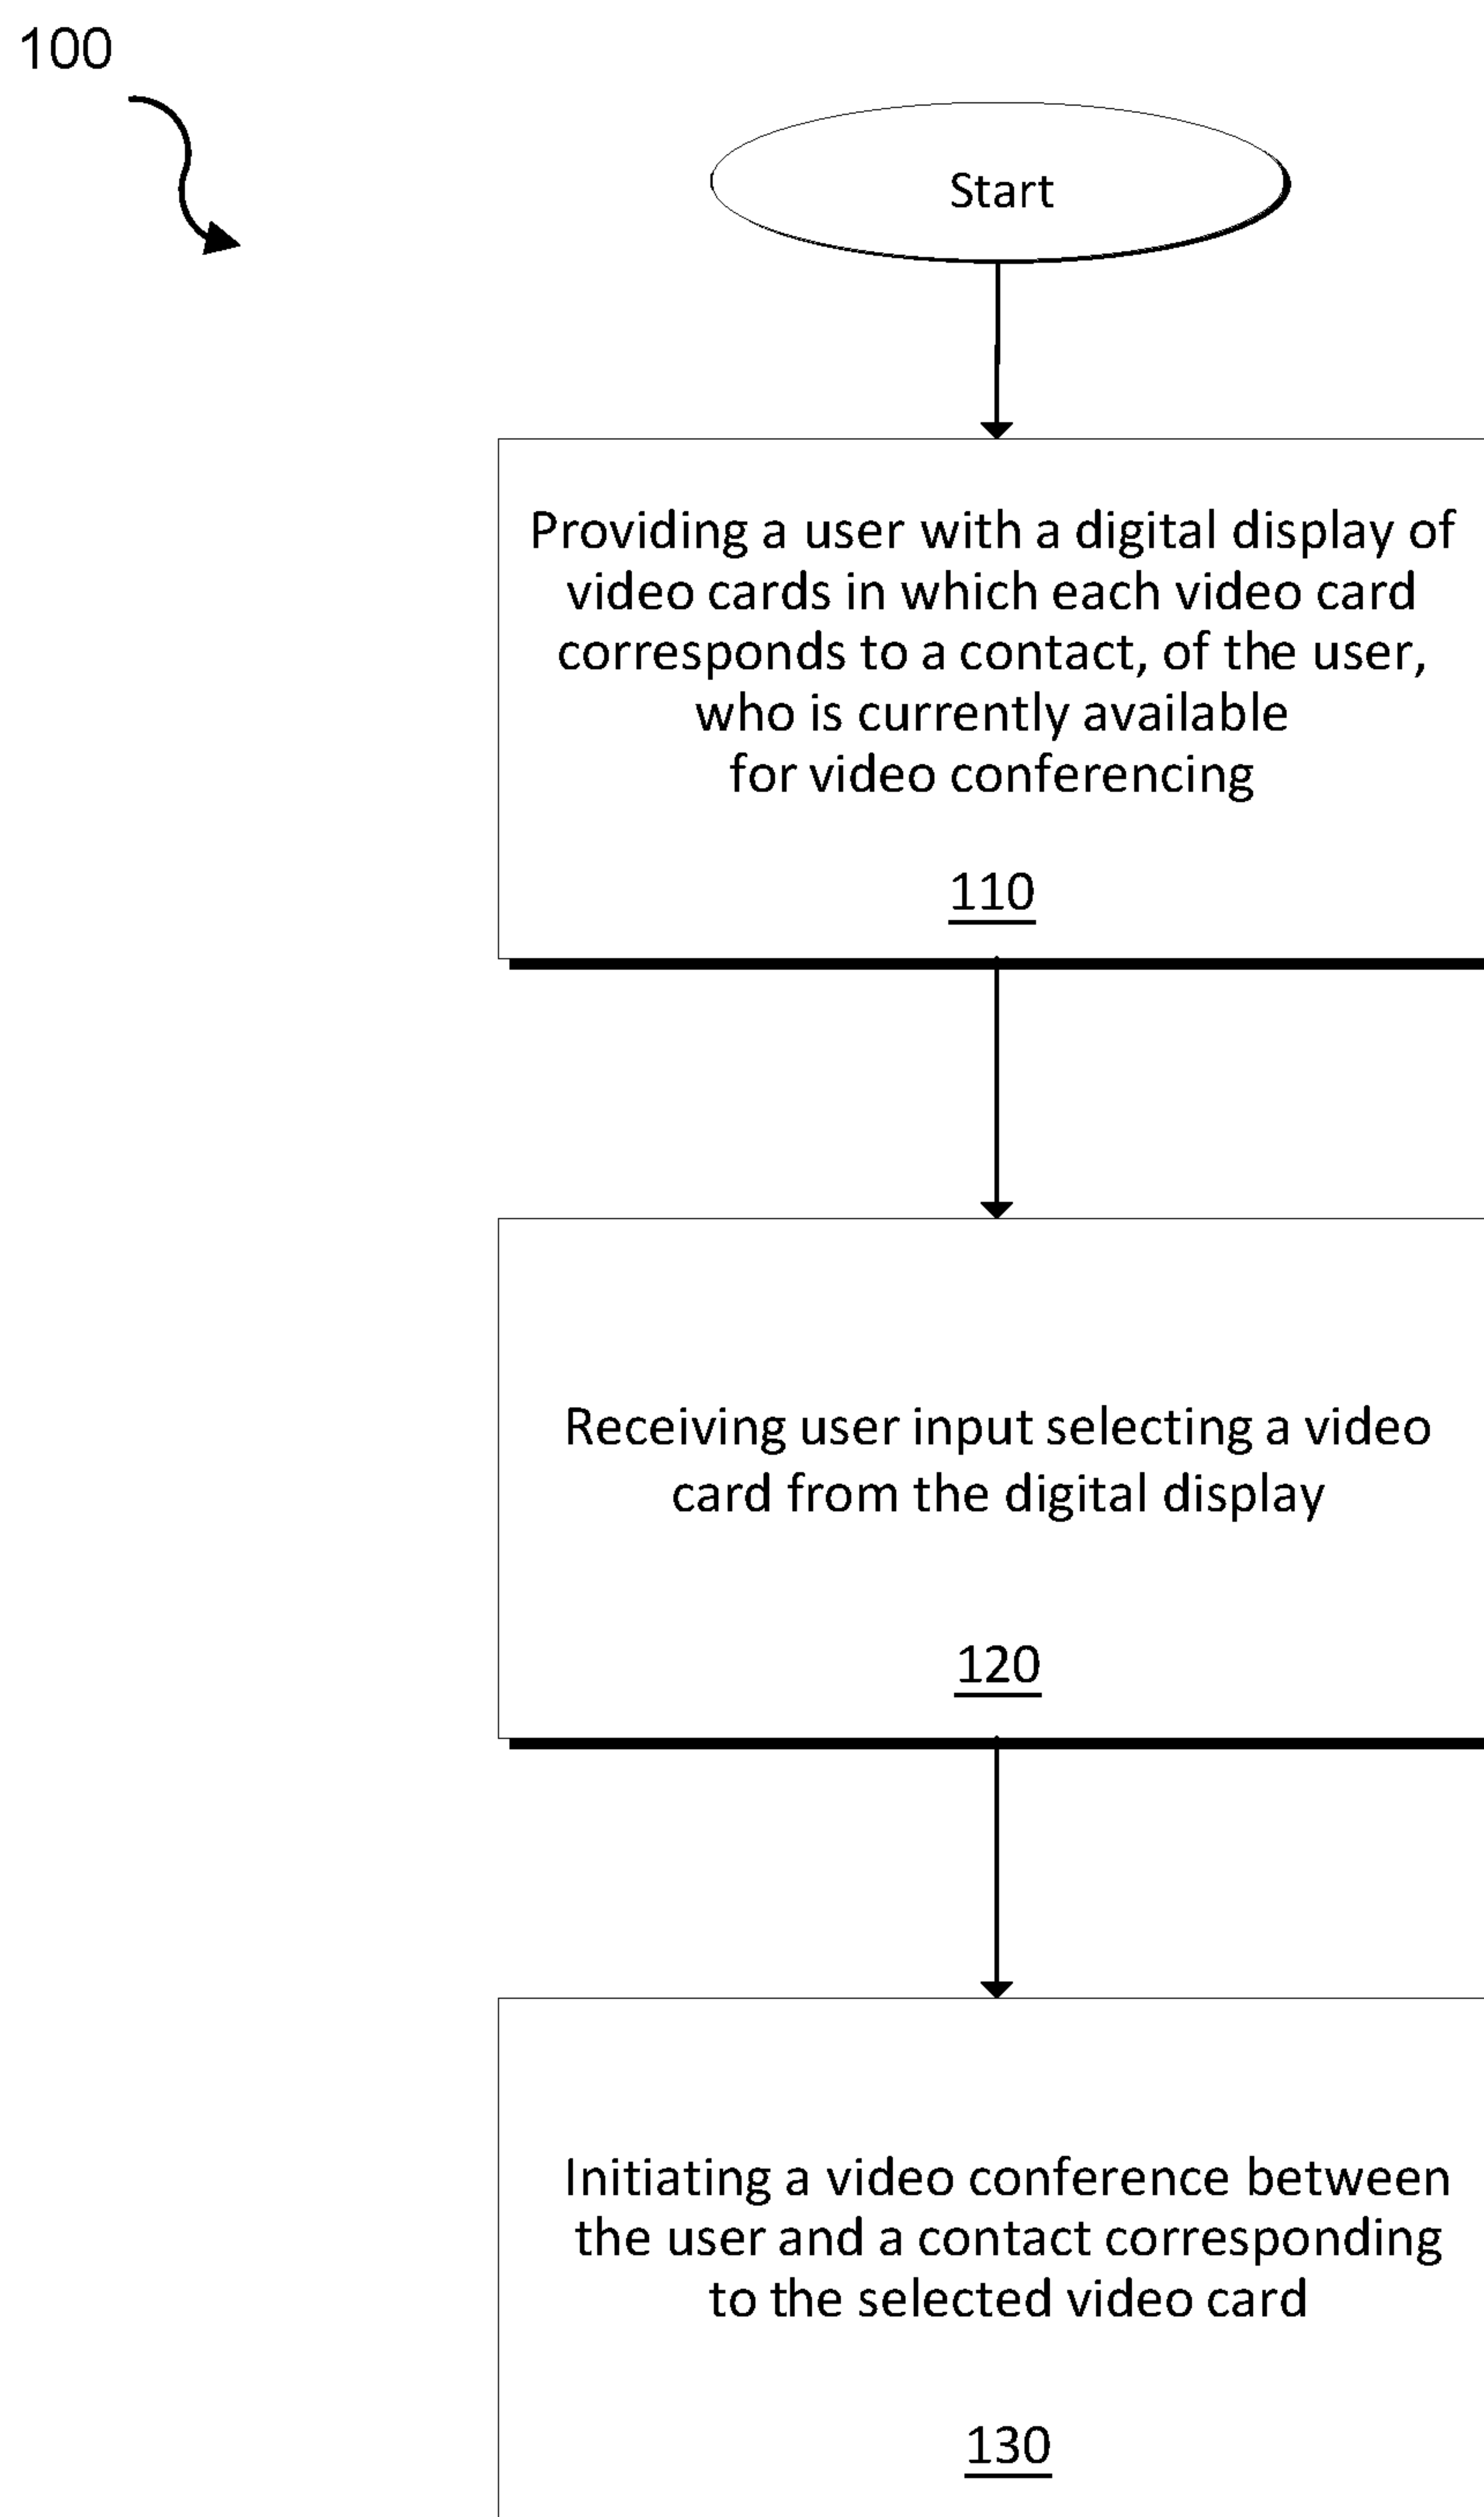 100
Start
Providing a user with a digital display of
video cards in which each video card
corresponds to a contact, of the user,
who is currently available
for video conferencing
110
Receiving user input selecting a video
card from the digital display
120
Initiating a video conference between
the user and a contact corresponding
to the selected video card
130